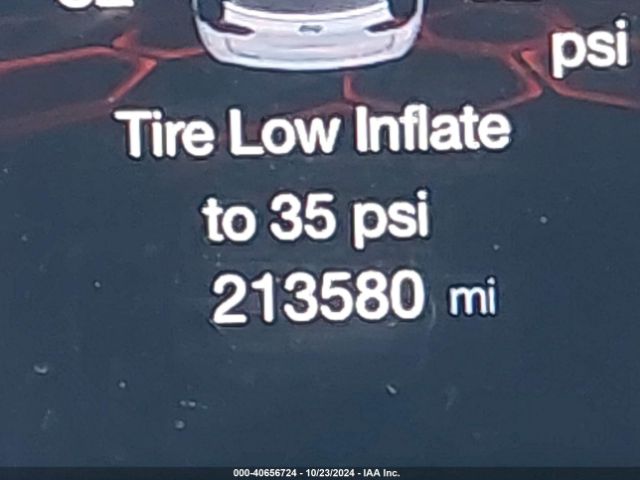 psi
Tire Low Inflate
to 35 psi
213580 mi
000-40656724 - 10/23/2024 - IAA Inc.